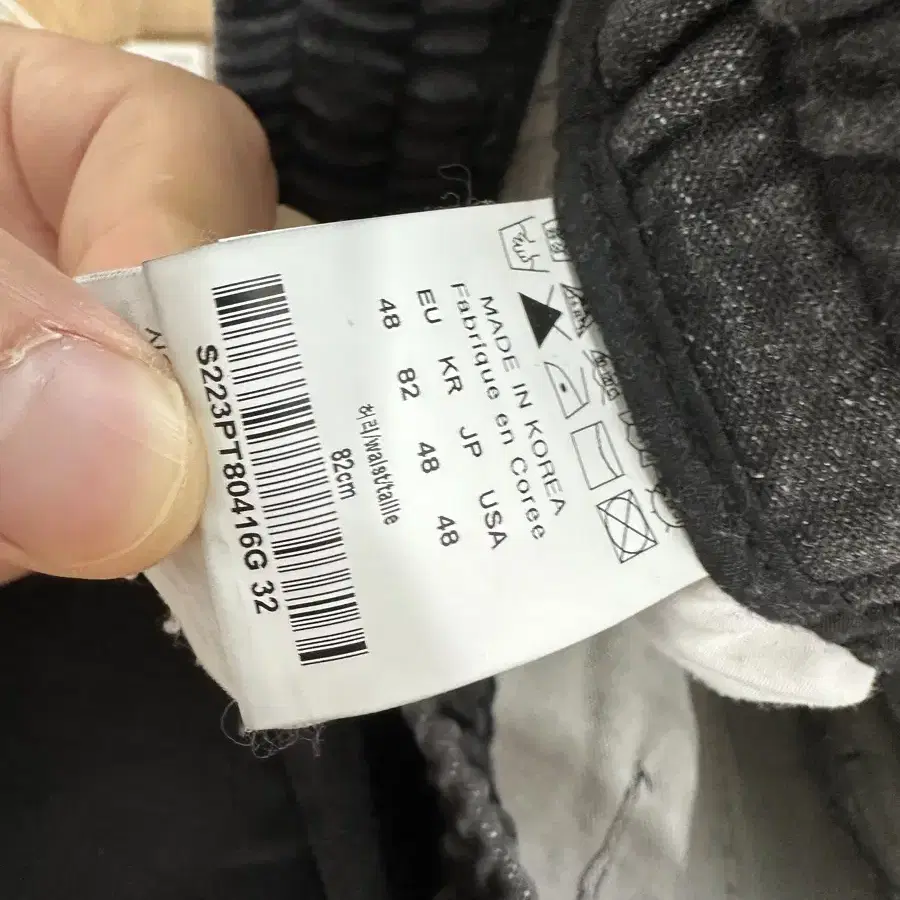 MADE IN KOREA
Fabrique en Coree
EU KR JP USA
48 82 48 48
허리/waist/taille
82cm
S223PT80416G 32